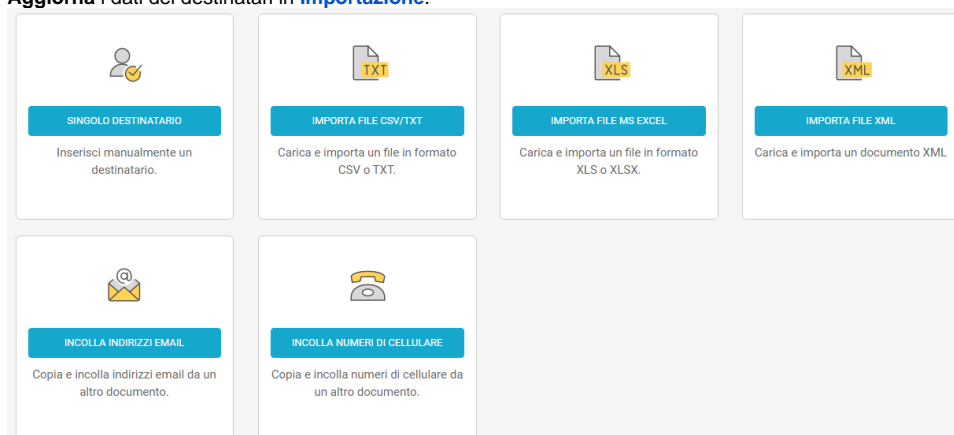 Aggiorna i dati dei destinatari in Importazione.
TXT
XLS
XML
SINGOLO DESTINATARIO
IMPORTA FILE CSV/TXT
IMPORTA FILE MS EXCEL
IMPORTA FILE XML
Inserisci manualmente un
destinatario.
Carica e importa un file in formato
CSV o TXT.
Carica e importa un file in formato
XLS o XLSX.
Carica e importa un documento XML
@
INCOLLA INDIRIZZI EMAIL
INCOLLA NUMERI DI CELLULARE
Copia e incolla indirizzi email da un
altro documento.
Copia e incolla numeri di cellulare da
un altro documento.